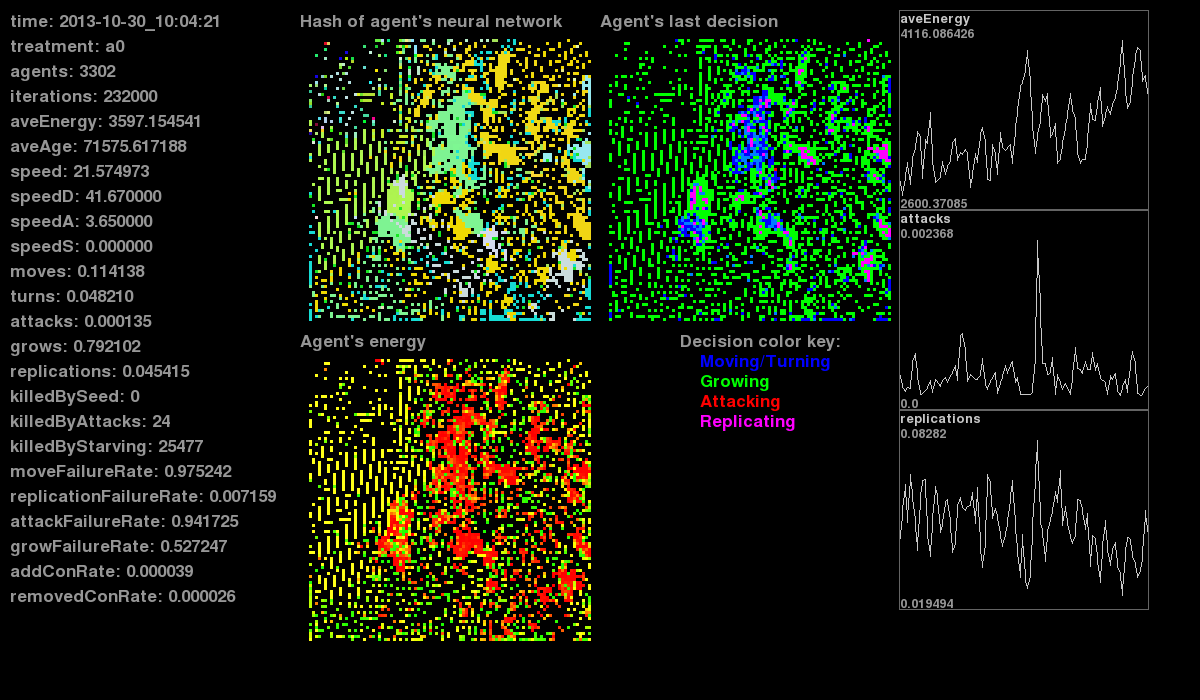 time: 2013-10-30_10:04:21
treatment: a0
agents: 3302
iterations: 232000
aveEnergy: 3597.154541
aveAge: 71575.617188
speed: 21.574973
speedD: 41.670000
speedA: 3.650000
speedS: 0.000000
moves: 0.114138
turns: 0.048210
attacks: 0.000135
grows: 0.792102
replications: 0.045415
killedBySeed: 0
killedByAttacks: 24
killedByStarving: 25477
moveFailureRate: 0.975242
replicationFailureRate: 0.007159
attackFailureRate: 0.941725
growFailureRate: 0.527247
addConRate: 0.000039
removedConRate: 0.000026
Hash of agent's neural network
Agent's last decision
Agent's energy
Decision color key:
Moving/Turning
Growing
Attacking
Replicating
aveEnergy
4116.086426
2600.37085
attacks
0.002368
0.0
replications
0.08282
0.019494